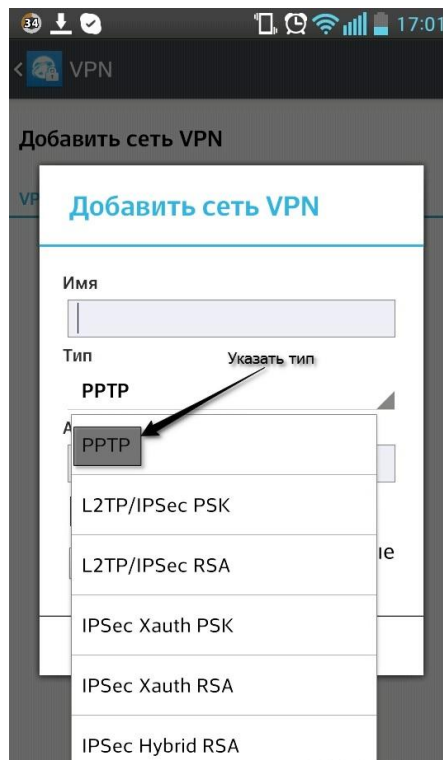 34
17:01
< VPN
Добавить сеть VPN
VP
Добавить сеть VPN
Имя
Тип
Указать тип
PPTP
А
PPTP
L2TP/IPSec PSK
L2TP/IPSec RSA
ые
IPSec Xauth PSK
IPSec Xauth RSA
IPSec Hybrid RSA